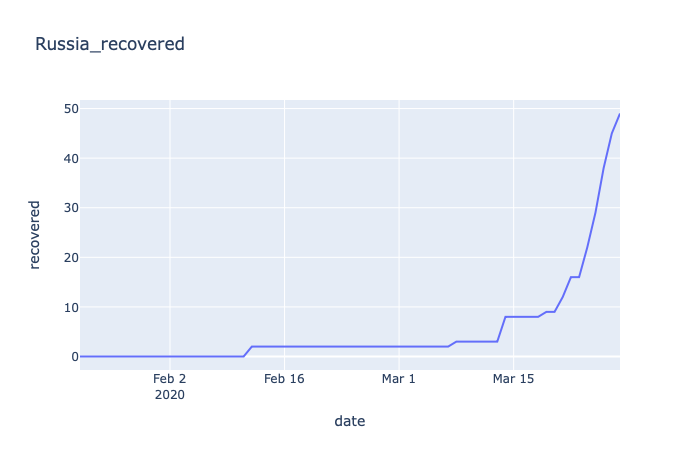 Russia_recovered
50
40
30
20
10
0
recovered
Feb 2
2020
Feb 16
Mar 1
Mar 15
date